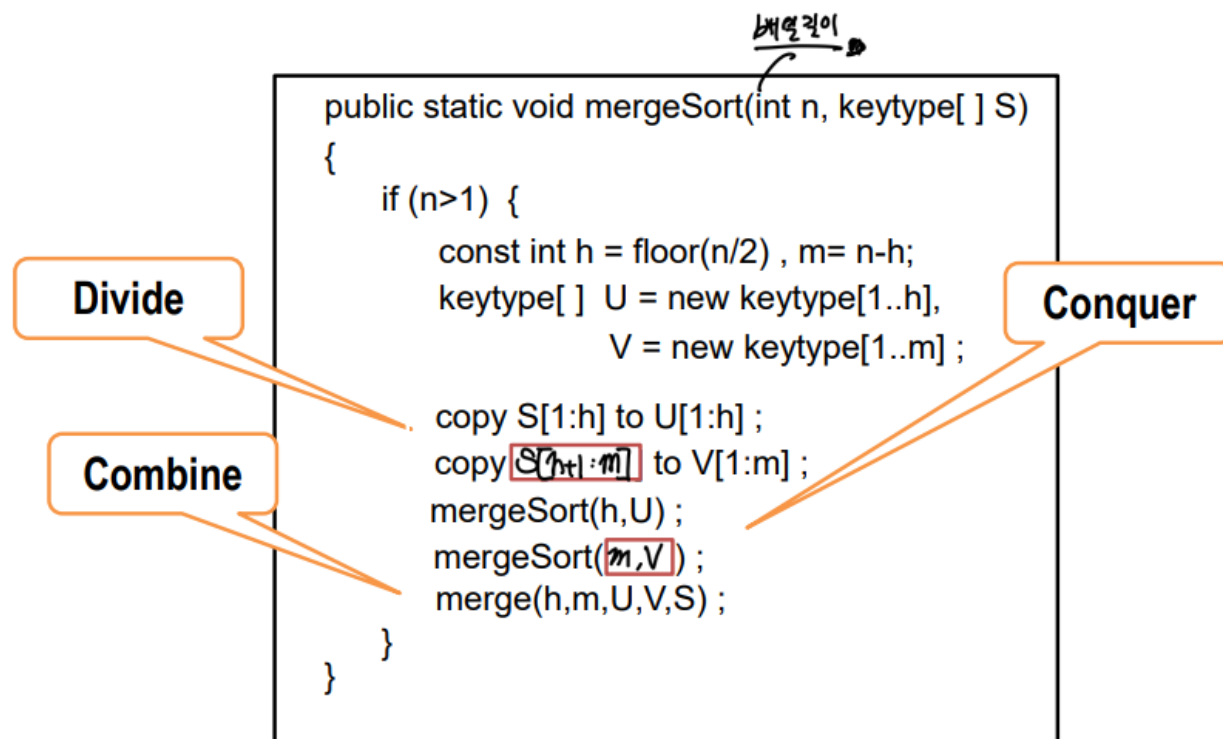 배열길이
public static void mergeSort(int n, keytype[ ] S)
{
if (n>1) {
const int h = floor(n/2) , m= n-h;
keytype[ ] U = new keytype[1..h],
V = new keytype[1..m] ;
Divide
Conquer
copy S[1:h] to U[1:h] ;
copy S[h+1:m] to V[1:m] ;
Combine
mergeSort(h,U) ;
mergeSort(m,V) ;
merge(h,m,U,V,S) ;
}
}